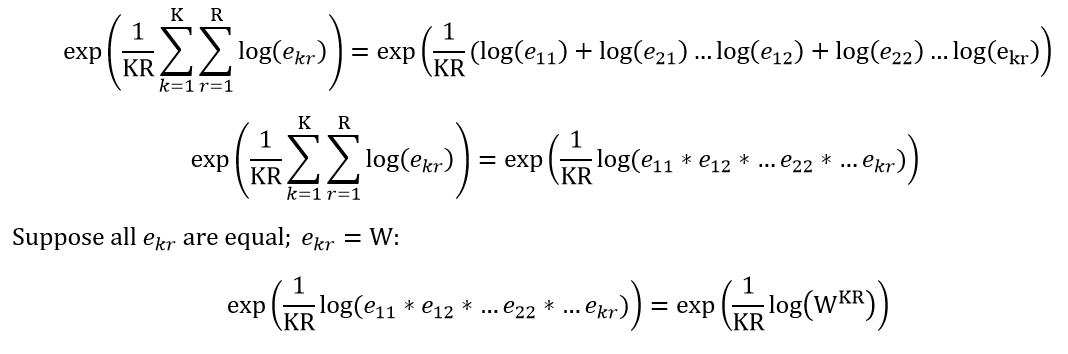 exp(1/KR ∑_{k=1}^{K} ∑_{r=1}^{R} log(e_{kr})) = exp(1/KR (log(e_{11}) + log(e_{21}) … log(e_{12}) + log(e_{22}) … log(e_{kr})))
exp(1/KR ∑_{k=1}^{K} ∑_{r=1}^{R} log(e_{kr})) = exp(1/KR log(e_{11} * e_{12} * … e_{22} * … e_{kr}))
Suppose all e_{kr} are equal; e_{kr} = W:
exp(1/KR log(e_{11} * e_{12} * … e_{22} * … e_{kr})) = exp(1/KR log(W^{KR}))